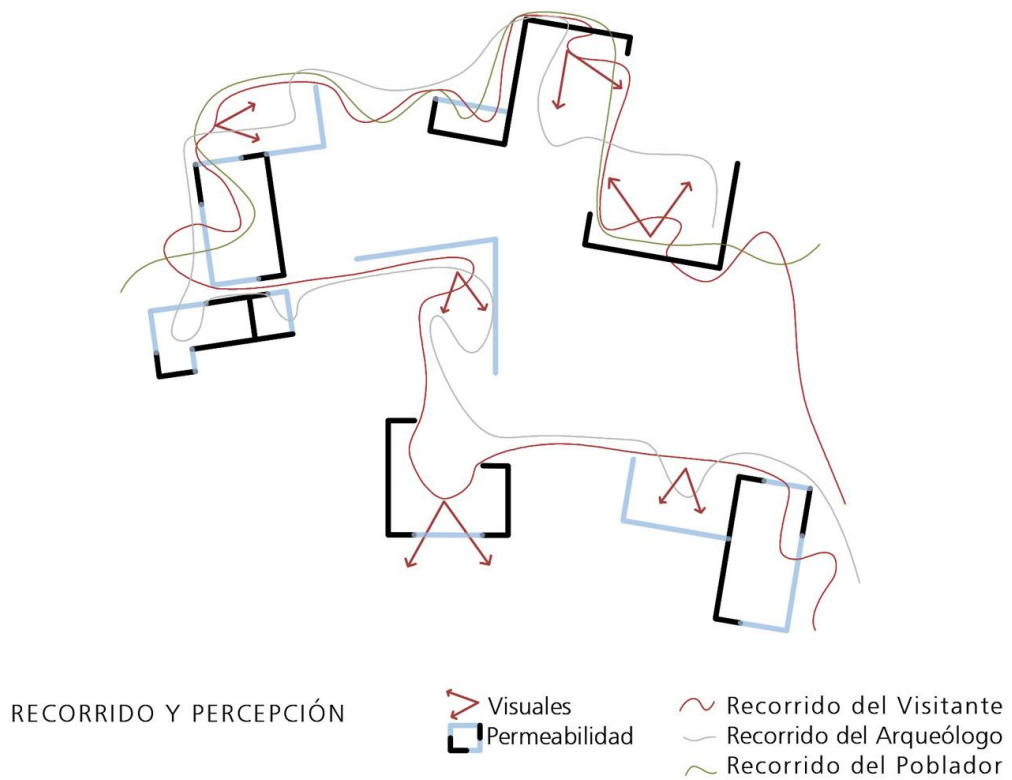 RECORRIDO Y PERCEPCIÓN
Visuales
Permeabilidad
Recorrido del Visitante
Recorrido del Arqueólogo
Recorrido del Poblador